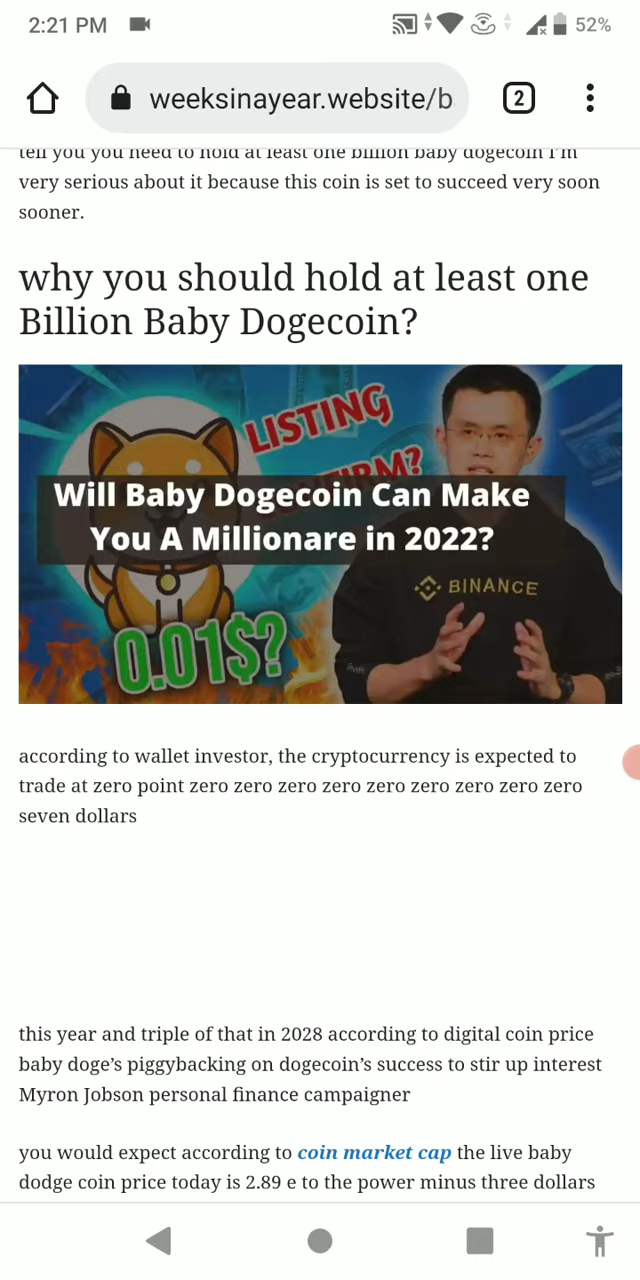 2:21 PM
52%
weeksinayear.website/b
2
tell you you need to hold at least one billion baby dogecoin I'm
very serious about it because this coin is set to succeed very soon
sooner.
why you should hold at least one
Billion Baby Dogecoin?
LISTING
Will Baby Dogecoin Can Make
You A Millionare in 2022?
BINANCE
0.01$?
according to wallet investor, the cryptocurrency is expected to
trade at zero point zero zero zero zero zero zero zero zero zero
seven dollars
this year and triple of that in 2028 according to digital coin price
baby doge’s piggybacking on dogecoin’s success to stir up interest
Myron Jobson personal finance campaigner
you would expect according to coin market cap the live baby
dodge coin price today is 2.89 e to the power minus three dollars